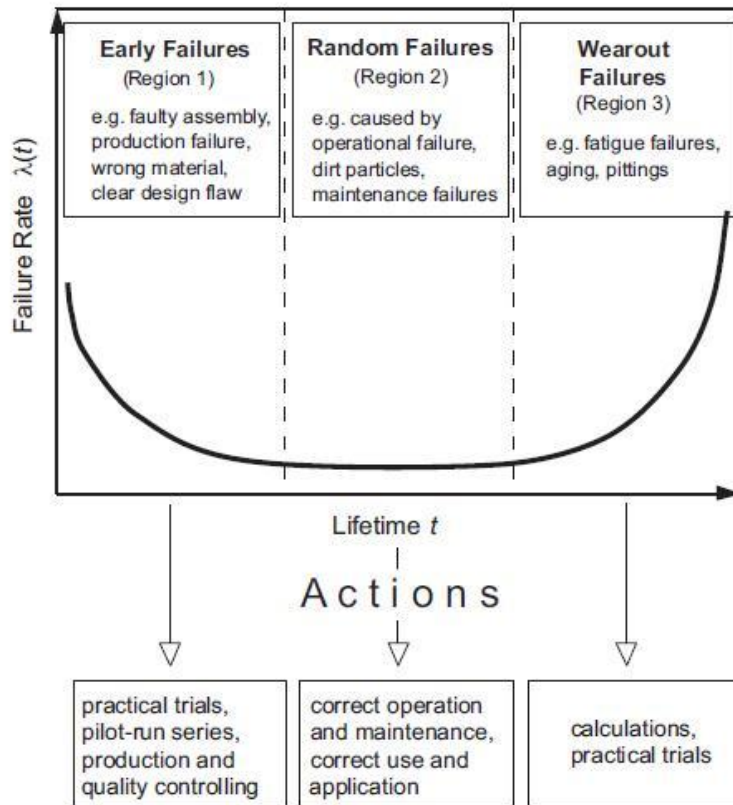 Failure Rate λ(t)
Early Failures
(Region 1)
e.g. faulty assembly,
production failure,
wrong material,
clear design flaw
Random Failures
(Region 2)
e.g. caused by
operational failure,
dirt particles,
maintenance failures
Wearout
Failures
(Region 3)
e.g. fatigue failures,
aging, pittings
Lifetime t
Actions
practical trials,
pilot-run series,
production and
quality controlling
correct operation
and maintenance,
correct use and
application
calculations,
practical trials